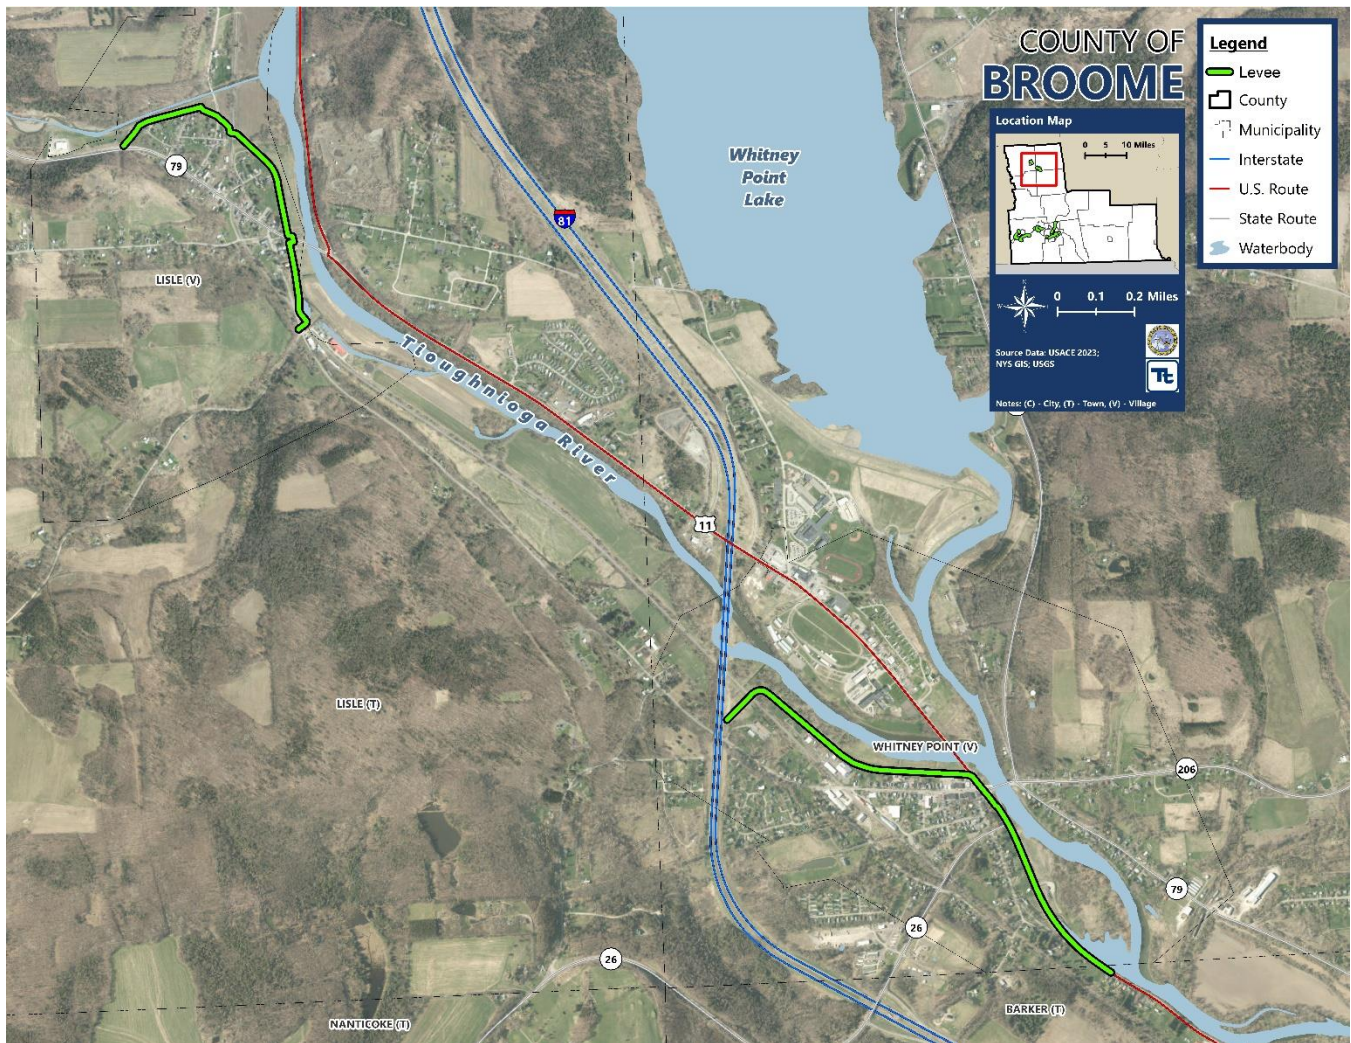 COUNTY OF
BROOME
Legend
Levee
County
Municipality
Interstate
U.S. Route
State Route
Waterbody
Location Map
0 5 10 Miles
0 0.1 0.2 Miles
Source Data: USACE 2023;
NYS GIS; USGS
Tt
Notes: (C) - City, (T) - Town, (V) - Village
Whitney
Point
Lake
81
79
LISLE (V)
Tioughnioga River
11
LISLE (T)
WHITNEY POINT (V)
206
79
26
26
BARKER (T)
NANTICOKE (T)